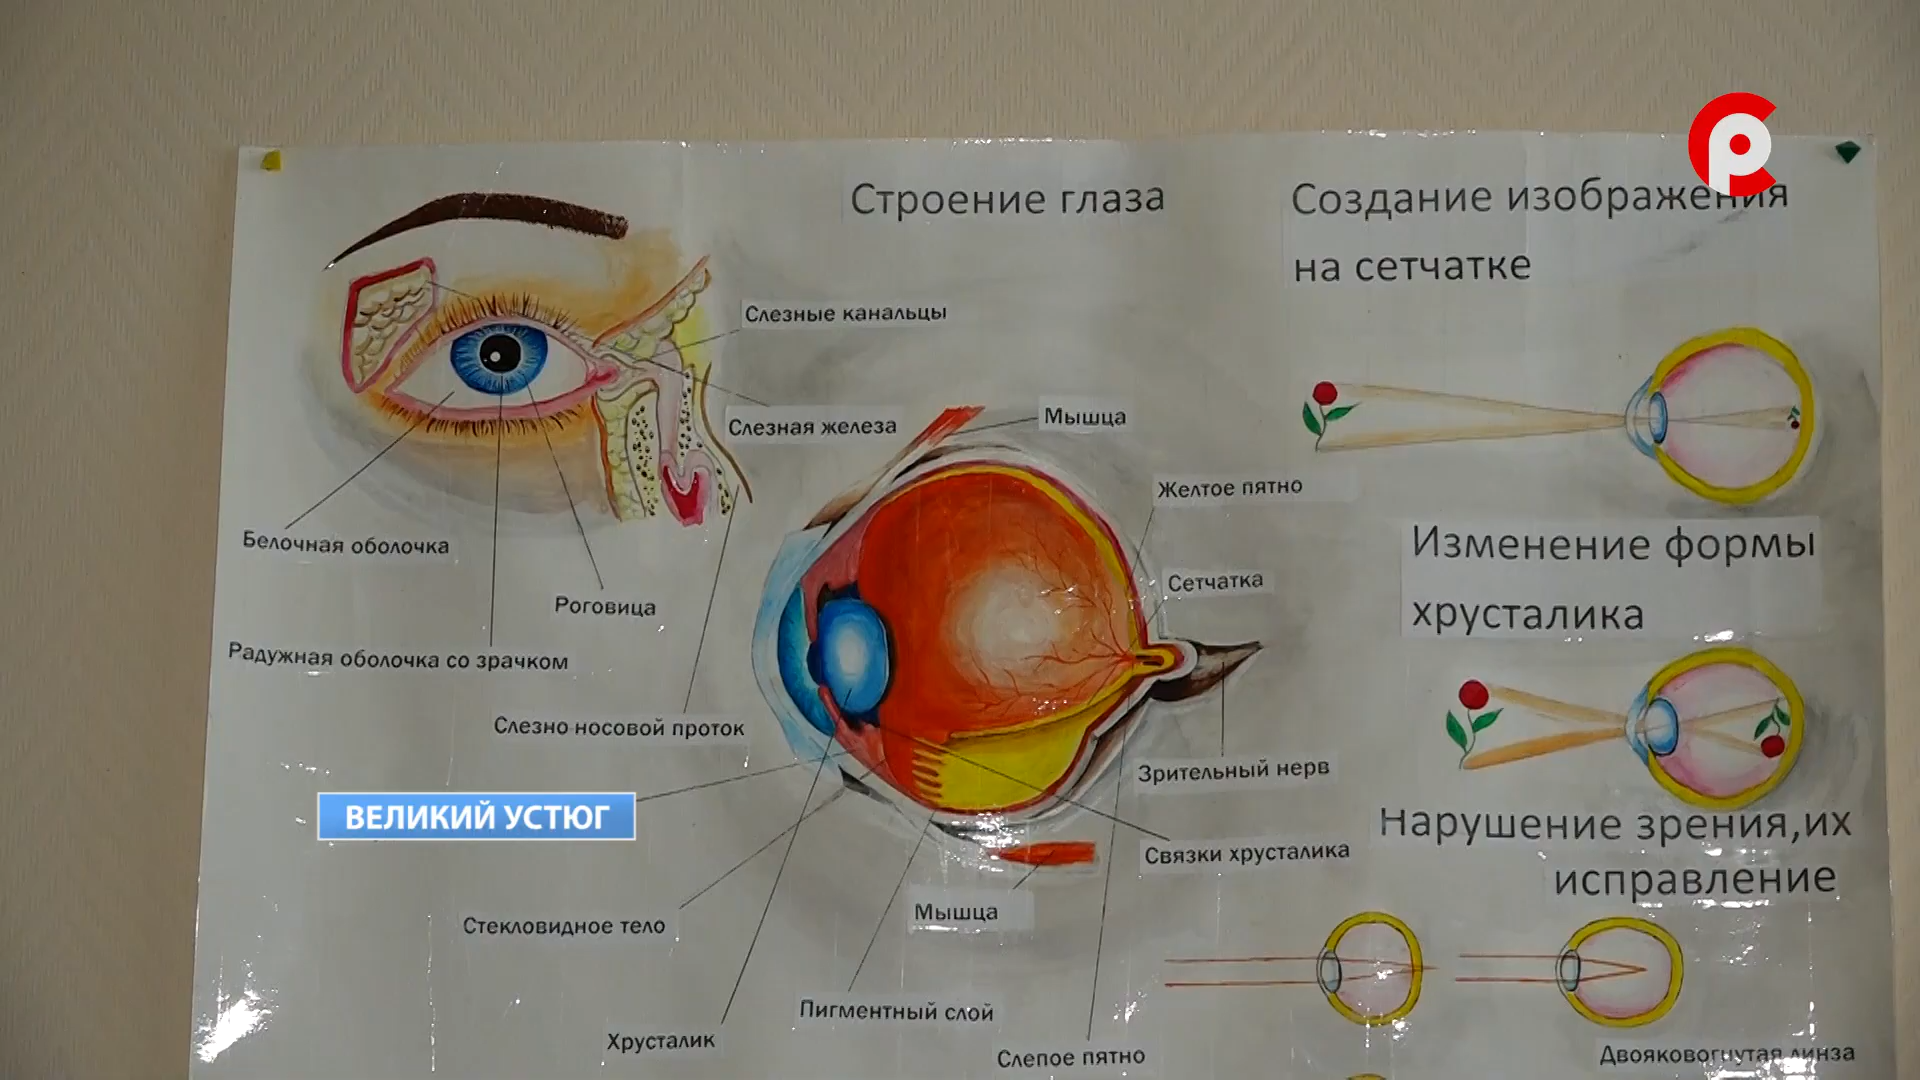 Строение глаза
Создание изображения
на сетчатке
Слезные канальцы
Слезная железа
Мышца
Желтое пятно
Белочная оболочка
Изменение формы
хрусталика
Сетчатка
Роговица
Радужная оболочка со зрачком
Слезно носовой проток
Зрительный нерв
ВЕЛИКИЙ УСТЮГ
Нарушение зрения,их
исправление
Связки хрусталика
Мышца
Стекловидное тело
Пигментный слой
Хрусталик
Слепое пятно
Двояковогнутая линза